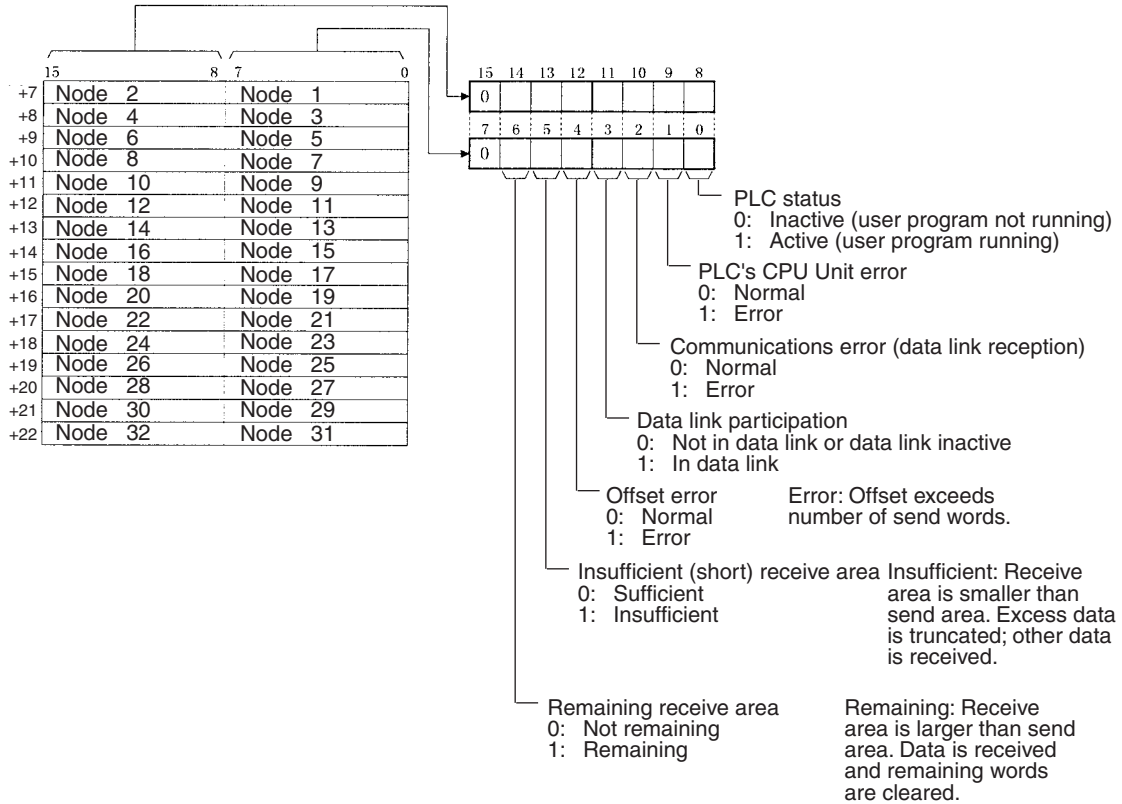 15 8 7 0
+7 Node 2 Node 1
+8 Node 4 Node 3
+9 Node 6 Node 5
+10 Node 8 Node 7
+11 Node 10 Node 9
+12 Node 12 Node 11
+13 Node 14 Node 13
+14 Node 16 Node 15
+15 Node 18 Node 17
+16 Node 20 Node 19
+17 Node 22 Node 21
+18 Node 24 Node 23
+19 Node 26 Node 25
+20 Node 28 Node 27
+21 Node 30 Node 29
+22 Node 32 Node 31
15 14 13 12 11 10 9 8
0
7 6 5 4 3 2 1 0
0
PLC status
0: Inactive (user program not running)
1: Active (user program running)
PLC's CPU Unit error
0: Normal
1: Error
Communications error (data link reception)
0: Normal
1: Error
Data link participation
0: Not in data link or data link inactive
1: In data link
Offset error
0: Normal
1: Error
Error: Offset exceeds
number of send words.
Insufficient (short) receive area
0: Sufficient
1: Insufficient
Insufficient: Receive
area is smaller than
send area. Excess data
is truncated; other data
is received.
Remaining receive area
0: Not remaining
1: Remaining
Remaining: Receive
area is larger than send
area. Data is received
and remaining words
are cleared.